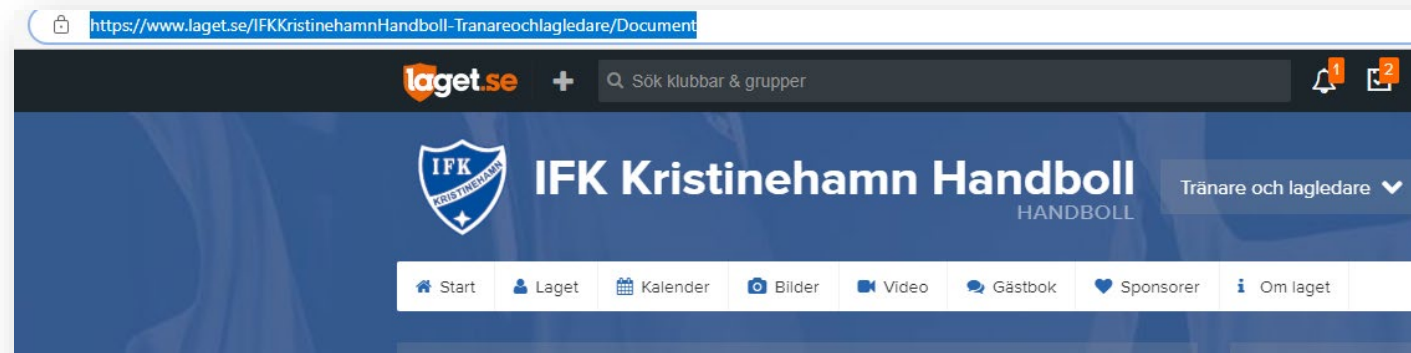 https://www.laget.se/IFKKristinehamnHandboll-Tranareochlagledare/Document
laget.se + Sök klubbar & grupper 1 2
IFK
KRISTINEHAMN
IFK Kristinehamn Handboll
HANDBOLL
Tränare och lagledare
Start Laget Kalender Bilder Video Gästbok Sponsorer Om laget